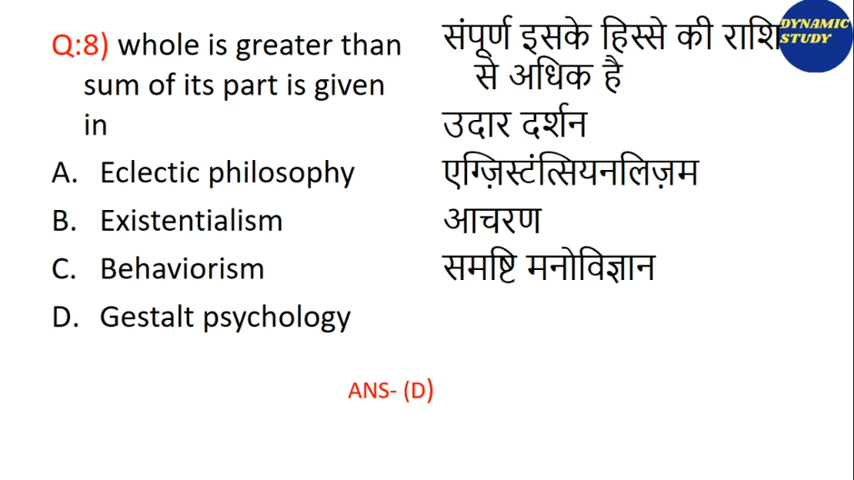 Q:8) whole is greater than
sum of its part is given
in
A. Eclectic philosophy
B. Existentialism
C. Behaviorism
D. Gestalt psychology
संपूर्ण इसके हिस्से की राशि
से अधिक है
उदार दर्शन
एग्ज़िस्टंत्सियनलिज़म
आचरण
समष्टि मनोविज्ञान
DYNAMIC
STUDY
ANS- (D)